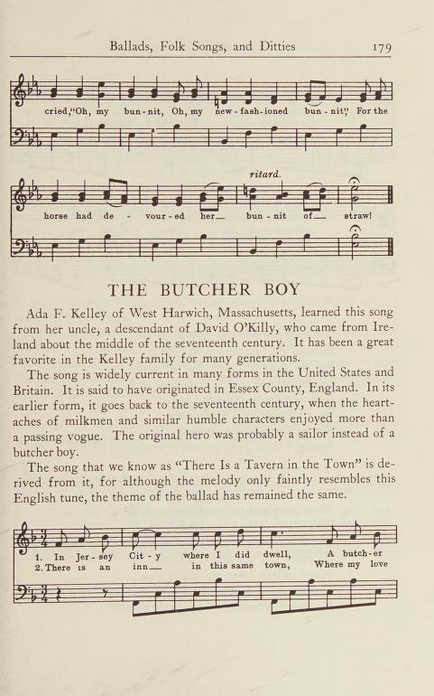 Ballads, Folk Songs, and Ditties 179
cried,"Oh, my bun-nit, Oh, my new-fash-ioned bun-nit!" For the
horse had de - vour-ed her bun-nit of straw!
ritard.
THE BUTCHER BOY
Ada F. Kelley of West Harwich, Massachusetts, learned this song
from her uncle, a descendant of David O'Killy, who came from Ire-
land about the middle of the seventeenth century. It has been a great
favorite in the Kelley family for many generations.
The song is widely current in many forms in the United States and
Britain. It is said to have originated in Essex County, England. In its
earlier form, it goes back to the seventeenth century, when the heart-
aches of milkmen and similar humble characters enjoyed more than
a passing vogue. The original hero was probably a sailor instead of a
butcher boy.
The song that we know as "There Is a Tavern in the Town" is de-
rived from it, for although the melody only faintly resembles this
English tune, the theme of the ballad has remained the same.
1. In Jer-sey Cit-y where I did dwell, A butch-er
2. There is an inn in this same town, Where my love